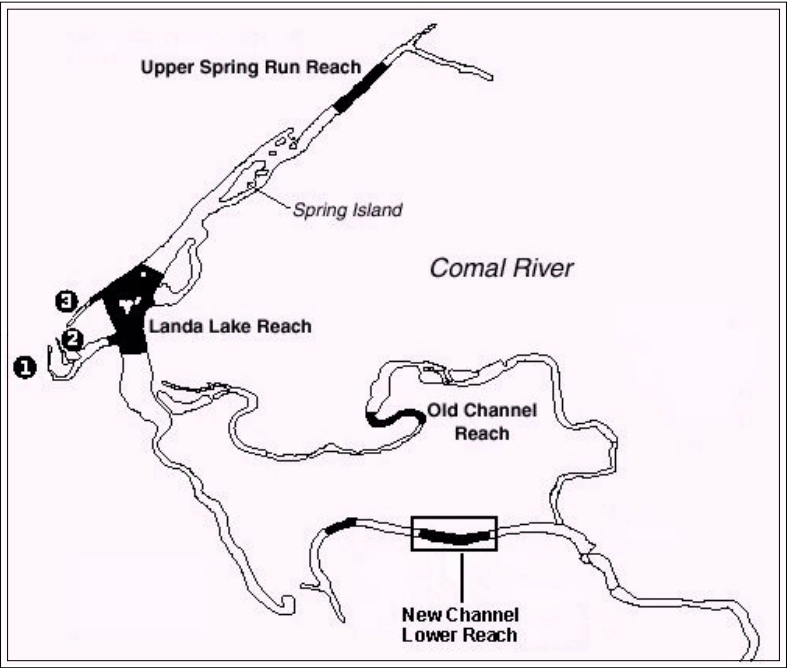 Upper Spring Run Reach
Spring Island
Comal River
3
Landa Lake Reach
2
1
Old Channel
Reach
New Channel
Lower Reach